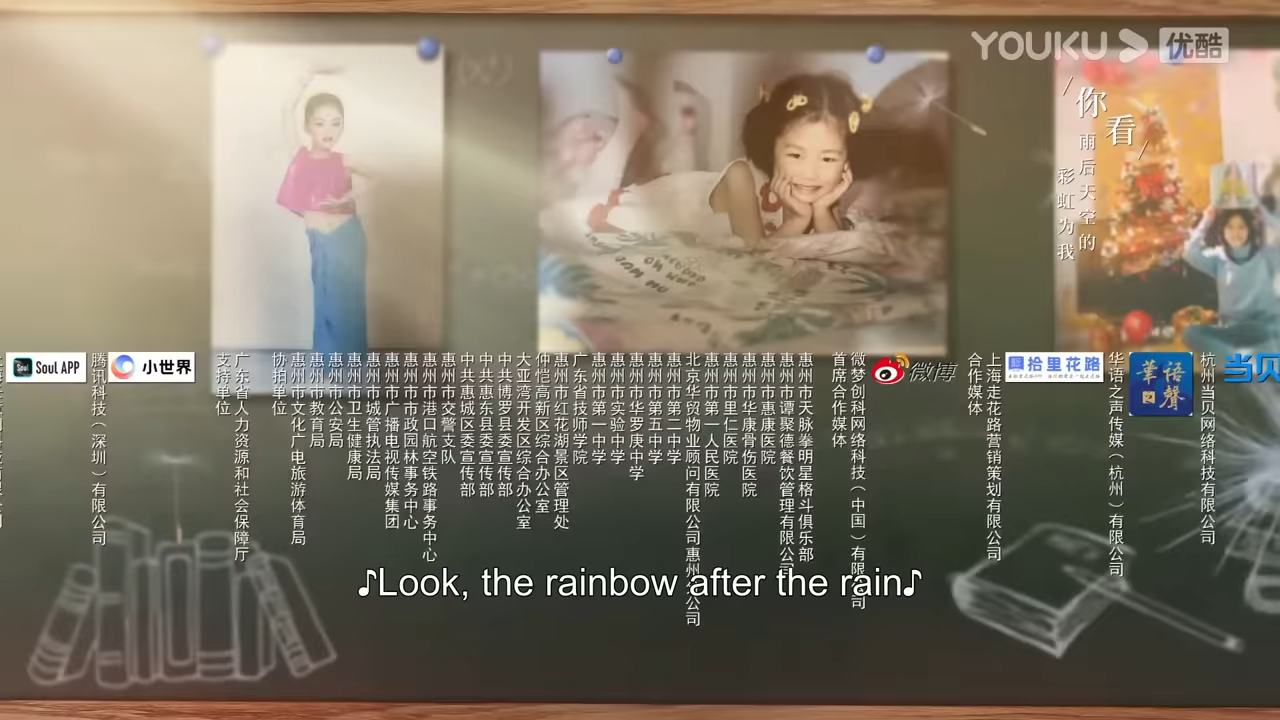 YOUKU 优酷
你看
雨后天空的
彩虹为我
Soul APP
腾讯科技（深圳）有限公司
小世界
支持单位
广东省人力资源和社会保障厅
协拍单位
惠州市文化广电旅游体育局
惠州市教育局
惠州市公安局
惠州市卫生健康局
惠州市城管执法局
惠州市广播电视传媒集团
惠州市市政园林事务中心
惠州市港口航空铁路事务中心
惠州市交警支队
中共惠城区委宣传部
中共惠东县委宣传部
中共博罗县委宣传部
大亚湾开发区综合办公室
仲恺高新区综合办公室
惠州市红花湖景区管理处
广东省技师学院
惠州市第一中学
惠州市实验中学
惠州市华罗庚中学
惠州市第五中学
惠州市第二中学
北京华贸物业顾问有限公司惠州分公司
惠州市第一人民医院
惠州市里仁医院
惠州市华康骨伤医院
惠州市惠康医院
惠州市谭聚德餐饮管理有限公司
惠州市天脉拳明星格斗俱乐部
首席合作媒体
微梦创科网络科技（中国）有限公司
微博
合作媒体
上海走花路营销策划有限公司
拾里花路
华语之声传媒（杭州）有限公司
華語
日聲
杭州当贝网络科技有限公司
当贝
♪Look, the rainbow after the rain♪